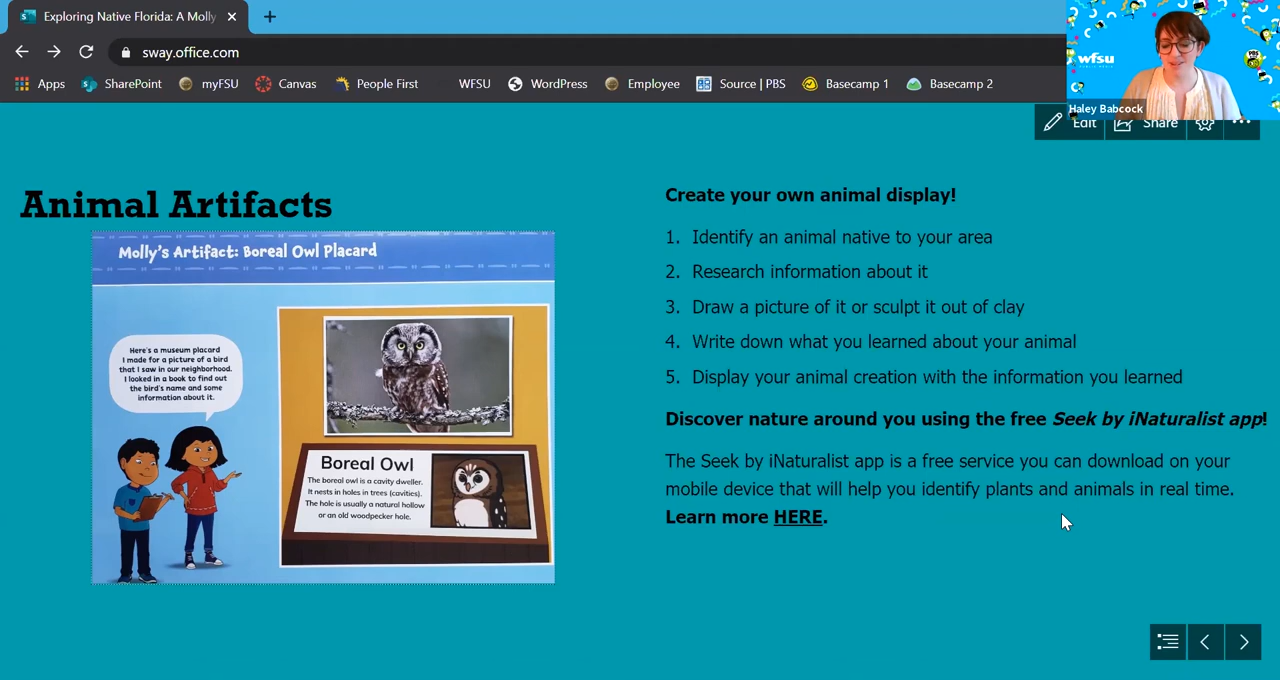 Exploring Native Florida: A Molly
sway.office.com
Apps SharePoint myFSU Canvas People First WFSU WordPress Employee Source | PBS Basecamp 1 Basecamp 2
wfsu
PUBLIC MEDIA
PBS
Haley Babcock
Edit Share
Animal Artifacts
Molly's Artifact: Boreal Owl Placard
Here's a museum placard
I made for a picture of a bird
that I saw in our neighborhood.
I looked in a book to find out
the bird's name and some
information about it.
Boreal Owl
The boreal owl is a cavity dweller.
It nests in holes in trees (cavities).
The hole is usually a natural hollow
or an old woodpecker hole.
Create your own animal display!
1. Identify an animal native to your area
2. Research information about it
3. Draw a picture of it or sculpt it out of clay
4. Write down what you learned about your animal
5. Display your animal creation with the information you learned
Discover nature around you using the free Seek by iNaturalist app!
The Seek by iNaturalist app is a free service you can download on your
mobile device that will help you identify plants and animals in real time.
Learn more HERE.